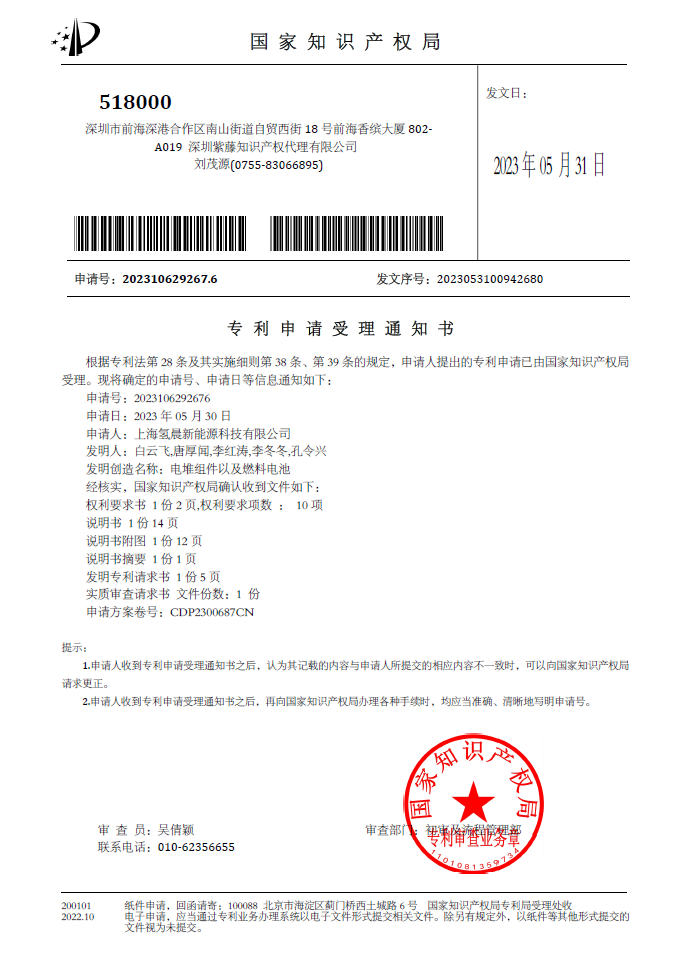 国家知识产权局
518000
深圳市前海深港合作区南山街道自贸西街 18 号前海香缤大厦 802-
A019 深圳紫藤知识产权代理有限公司
刘茂源(0755-83066895)
发文日：
2023 年 05 月 31 日
申请号：202310629267.6
发文序号：2023053100942680
专利申请受理通知书
根据专利法第 28 条及其实施细则第 38 条、第 39 条的规定，申请人提出的专利申请已由国家知识产权局
受理。现将确定的申请号、申请日等信息通知如下：
申请号：2023106292676
申请日：2023 年 05 月 30 日
申请人：上海氢晨新能源科技有限公司
发明人：白云飞,唐厚闻,李红涛,李冬冬,孔令兴
发明创造名称：电堆组件以及燃料电池
经核实，国家知识产权局确认收到文件如下：
权利要求书 1 份 2 页,权利要求项数 ： 10 项
说明书 1 份 14 页
说明书附图 1 份 12 页
说明书摘要 1 份 1 页
发明专利请求书 1 份 5 页
实质审查请求书 文件份数：1 份
申请方案卷号：CDP2300687CN
提示：
1.申请人收到专利申请受理通知书之后，认为其记载的内容与申请人所提交的相应内容不一致时，可以向国家知识产权局
请求更正。
2.申请人收到专利申请受理通知书之后，再向国家知识产权局办理各种手续时，均应当准确、清晰地写明申请号。
国家知识产权局
审 查 员：吴倩颖
审查部门：初审及流程管理部
专利审查业务章
联系电话：010-62356655
1101081359734
200101
纸件申请，回函请寄：100088 北京市海淀区蓟门桥西土城路 6 号 国家知识产权局专利局受理处收
2022.10
电子申请，应当通过专利业务办理系统以电子文件形式提交相关文件。除另有规定外，以纸件等其他形式提交的
文件视为未提交。